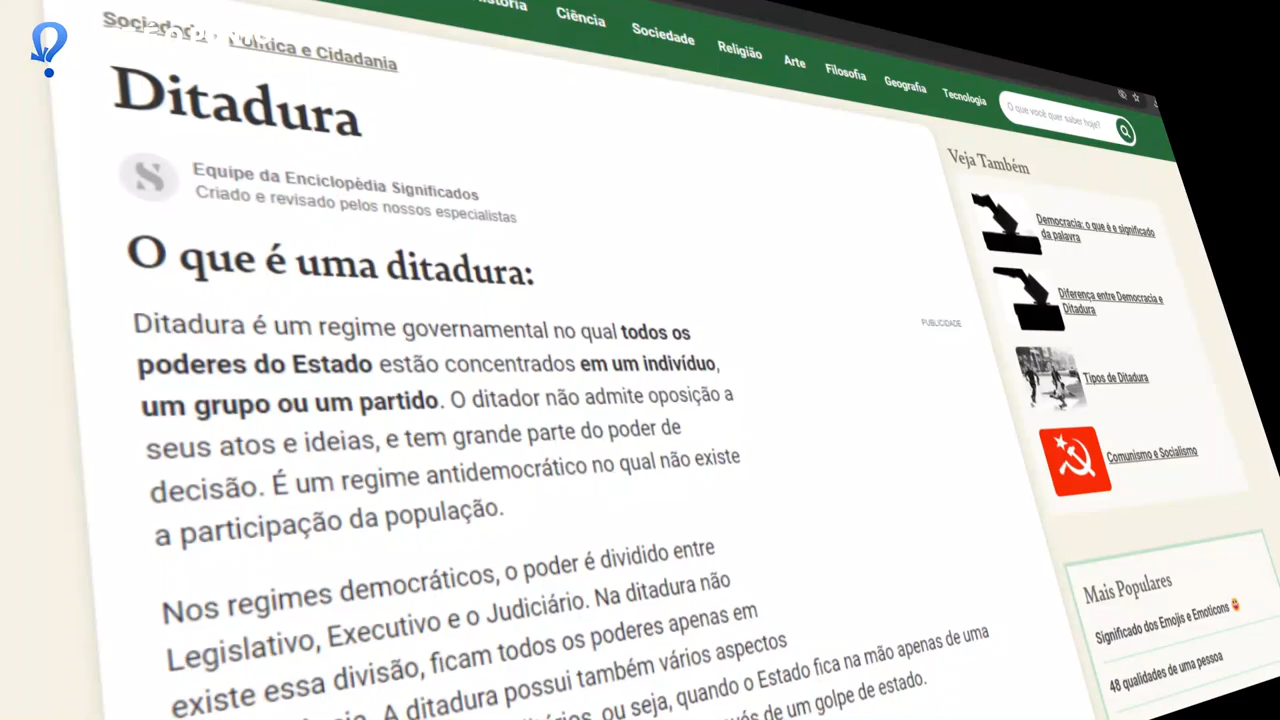 História
Ciência
Sociedade
Religião
Arte
Filosofia
Geografia
Tecnologia
O que você quer saber hoje?
Política e Cidadania
Ditadura
Equipe da Enciclopédia Significados
Criado e revisado pelos nossos especialistas
O que é uma ditadura:
Ditadura é um regime governamental no qual todos os
poderes do Estado estão concentrados em um indivíduo,
um grupo ou um partido. O ditador não admite oposição a
seus atos e ideias, e tem grande parte do poder de
decisão. É um regime antidemocrático no qual não existe
a participação da população.
Nos regimes democráticos, o poder é dividido entre
Legislativo, Executivo e o Judiciário. Na ditadura não
existe essa divisão, ficam todos os poderes apenas em
A ditadura possui também vários aspectos
ou seja, quando o Estado fica na mão apenas de uma
de um golpe de estado.
PUBLICIDADE
Veja Também
Democracia: o que é e significado
da palavra
Diferença entre Democracia e
Ditadura
Tipos de Ditadura
Comunismo e Socialismo
Mais Populares
Significado dos Emojis e Emoticons
48 qualidades de uma pessoa